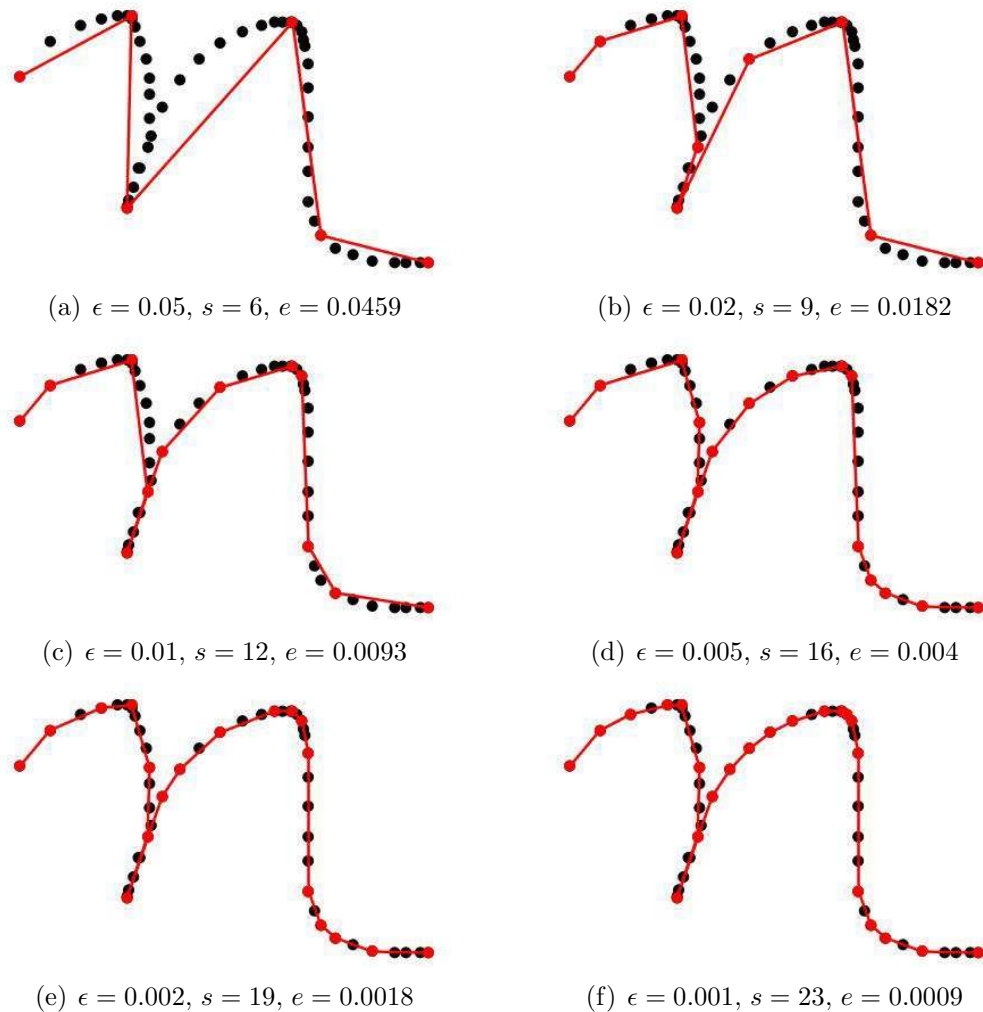 (a) ϵ = 0.05, s = 6, e = 0.0459
(b) ϵ = 0.02, s = 9, e = 0.0182
(c) ϵ = 0.01, s = 12, e = 0.0093
(d) ϵ = 0.005, s = 16, e = 0.004
(e) ϵ = 0.002, s = 19, e = 0.0018
(f) ϵ = 0.001, s = 23, e = 0.0009